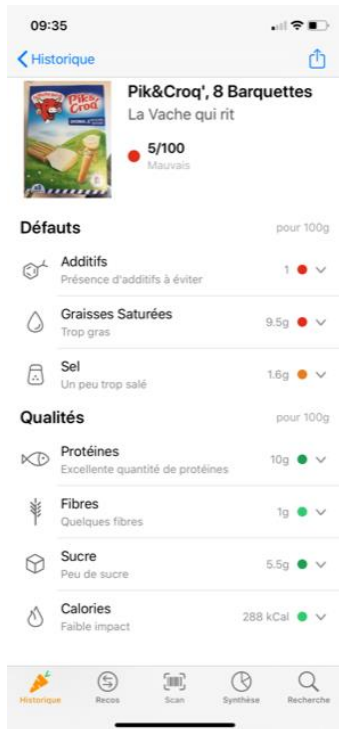 09:35
Historique
Pik&Croq', 8 Barquettes
La Vache qui rit
5/100
Mauvais
Pik&
Croq'
Défauts
pour 100g
Additifs
1
Présence d'additifs à éviter
Graisses Saturées
9.5g
Trop gras
Sel
1.6g
Un peu trop salé
Qualités
pour 100g
Protéines
10g
Excellente quantité de protéines
Fibres
1g
Quelques fibres
Sucre
5.5g
Peu de sucre
Calories
288 kCal
Faible impact
Historique
Recos
Scan
Synthèse
Recherche